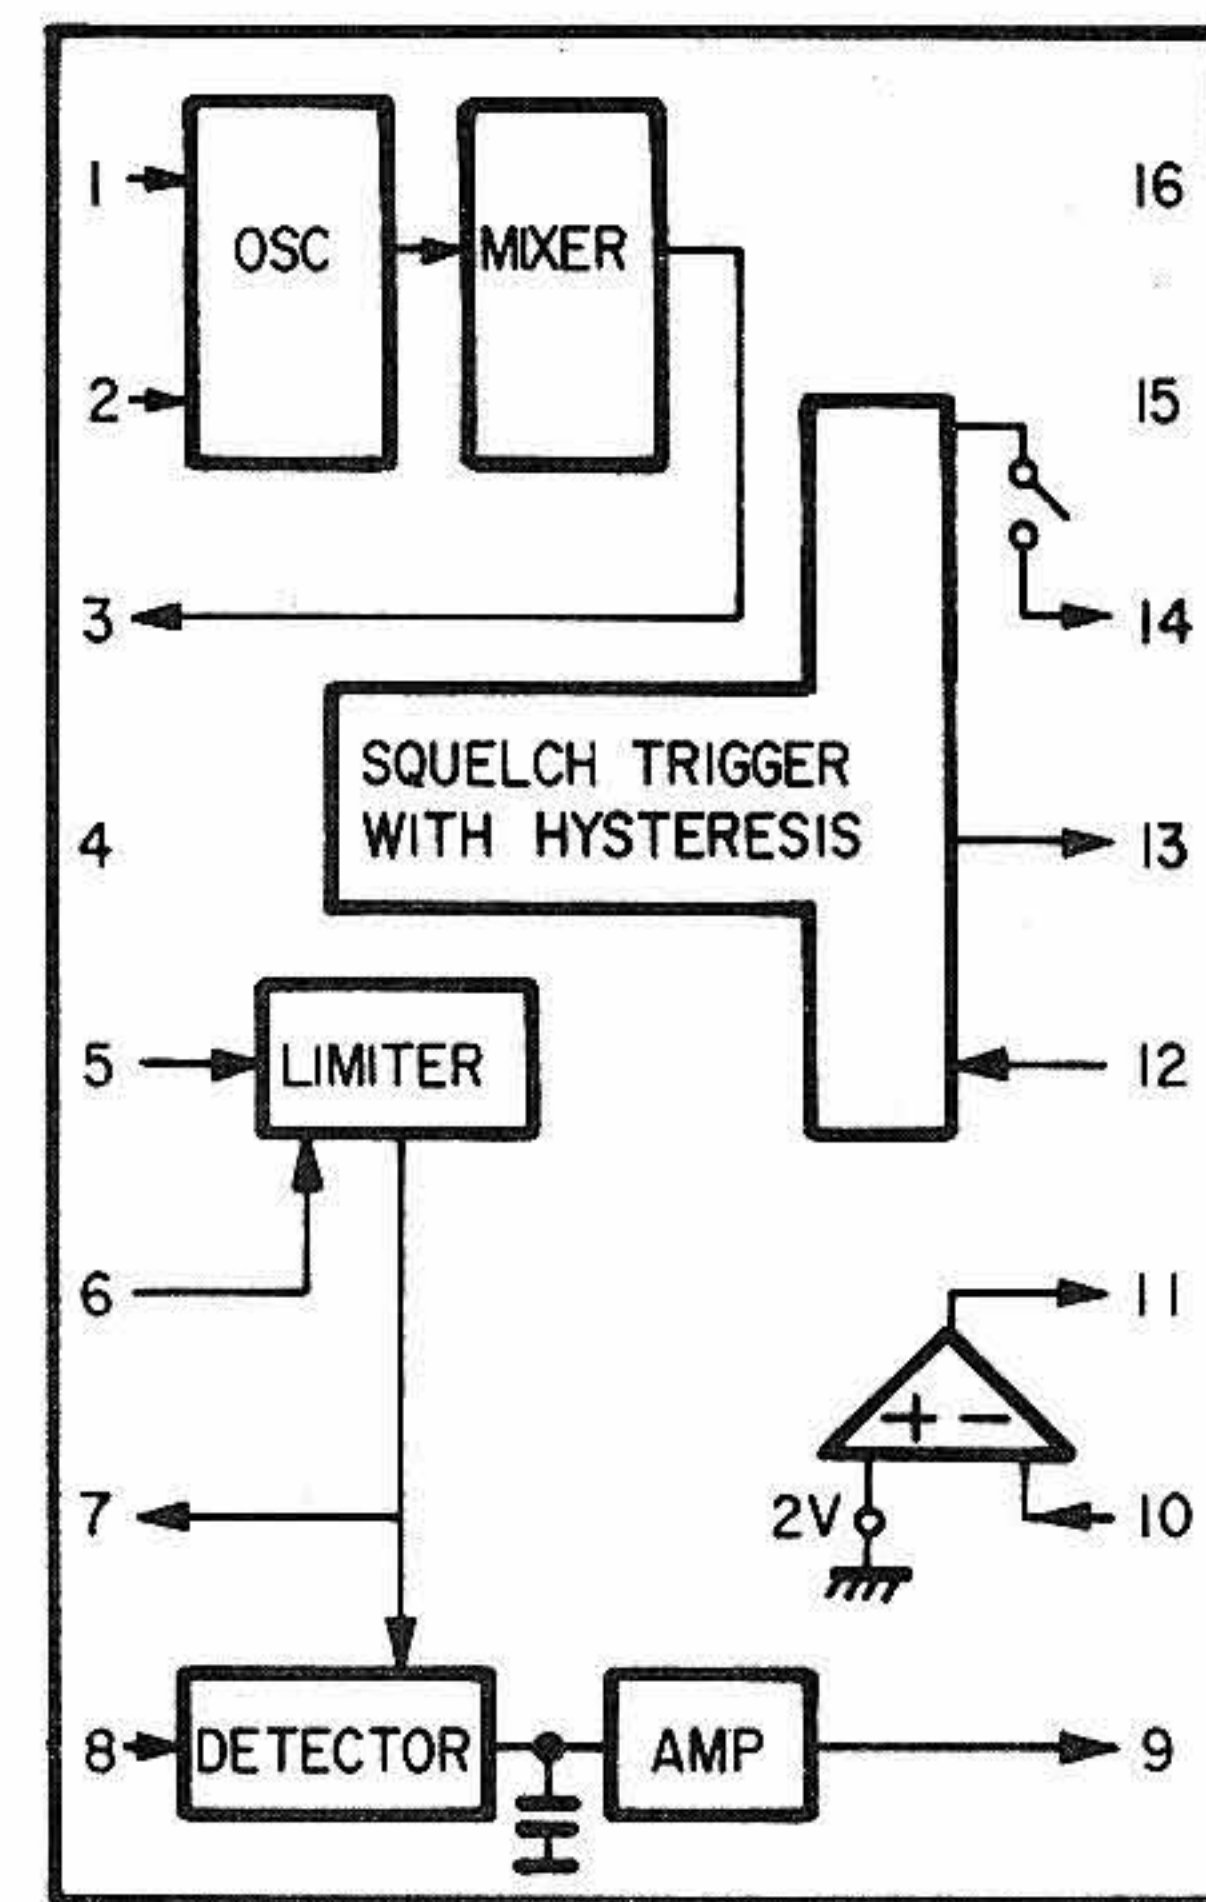 1
OSC
MIXER
16
2
15
3
14
SQUELCH TRIGGER
WITH HYSTERESIS
4
13
5
LIMITER
12
6
11
+ −
7
2V
10
8
DETECTOR
AMP
9